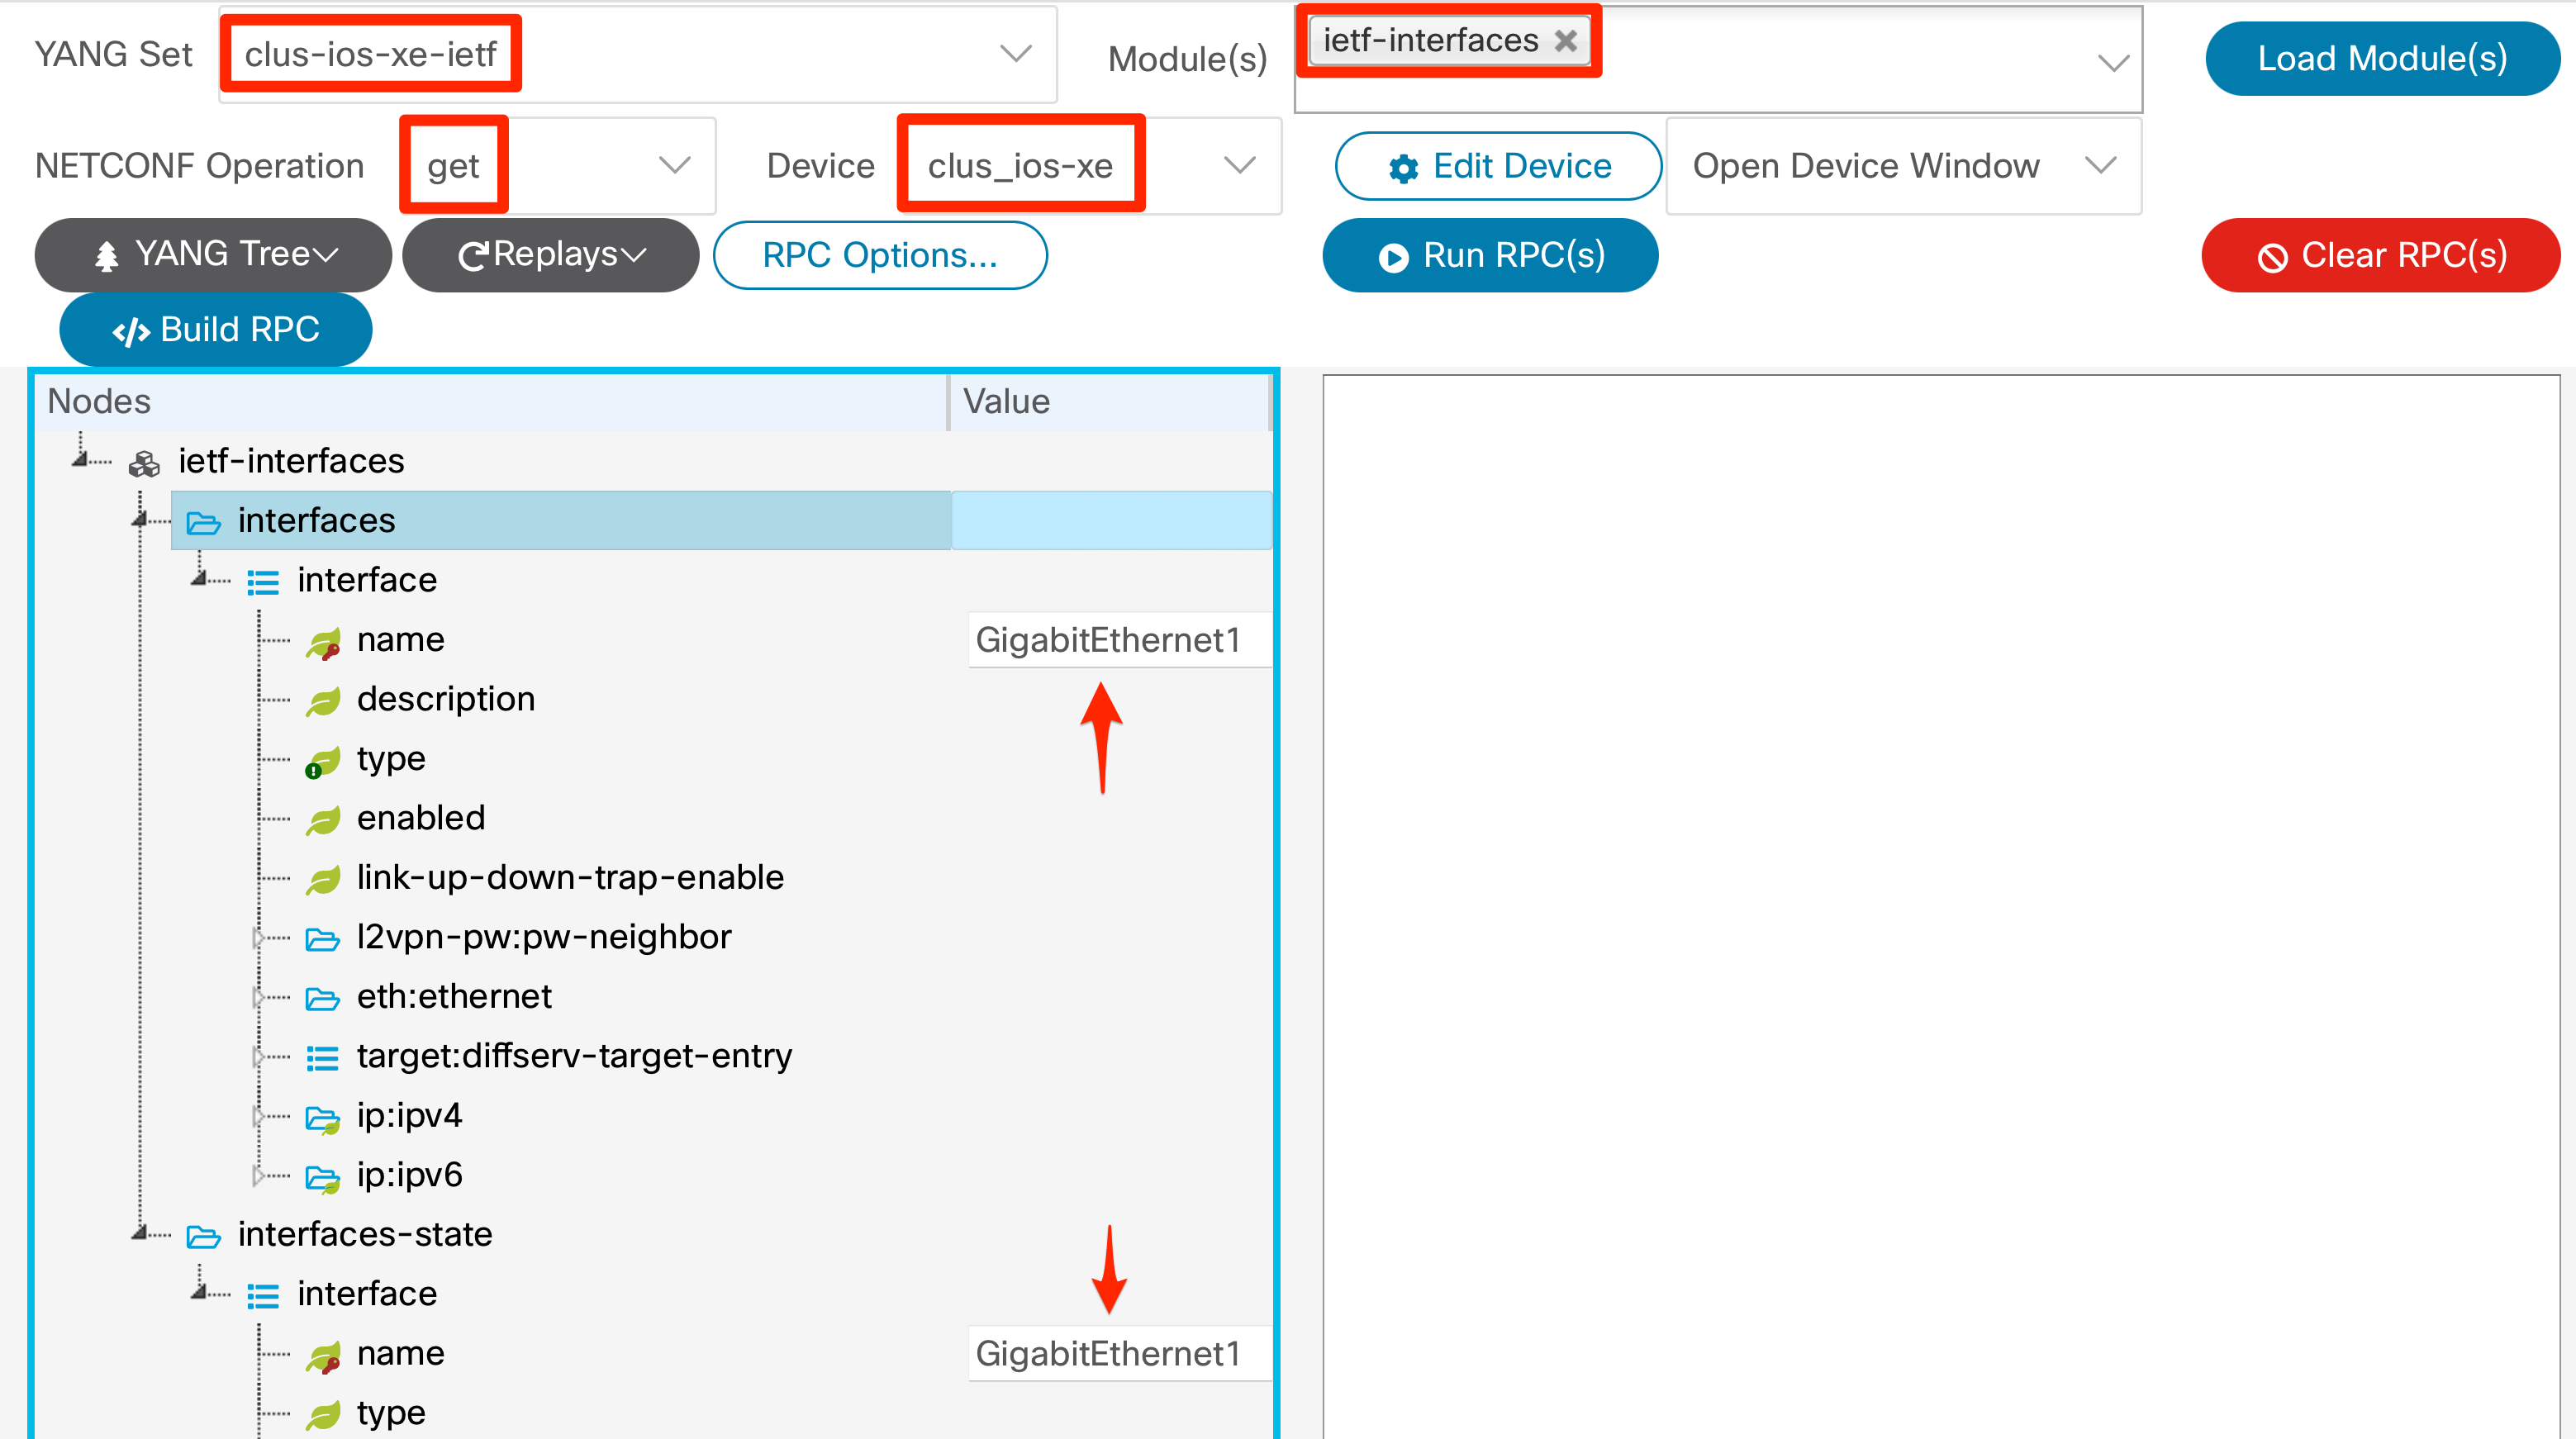 YANG Set clus-ios-xe-ietf Module(s) ietf-interfaces Load Module(s)
NETCONF Operation get Device clus_ios-xe Edit Device Open Device Window
YANG Tree Replays RPC Options... Run RPC(s) Clear RPC(s)
Build RPC
Nodes Value
ietf-interfaces
interfaces
interface
name GigabitEthernet1
description
type
enabled
link-up-down-trap-enable
l2vpn-pw:pw-neighbor
eth:ethernet
target:diffserv-target-entry
ip:ipv4
ip:ipv6
interfaces-state
interface
name GigabitEthernet1
type